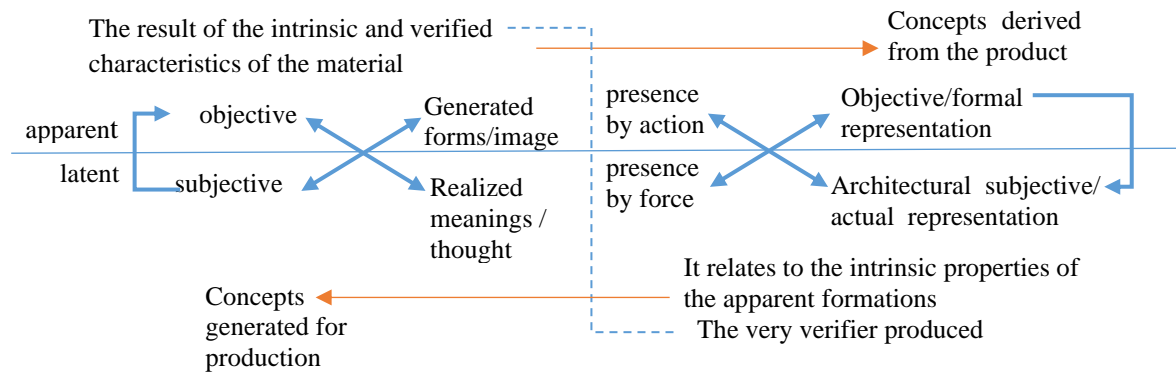 The result of the intrinsic and verified
characteristics of the material
Concepts derived
from the product
apparent
latent
objective
subjective
Generated
forms/image
Realized
meanings /
thought
presence
by action
presence
by force
Objective/formal
representation
Architectural subjective/
actual representation
Concepts
generated for
production
It relates to the intrinsic properties of
the apparent formations
The very verifier produced